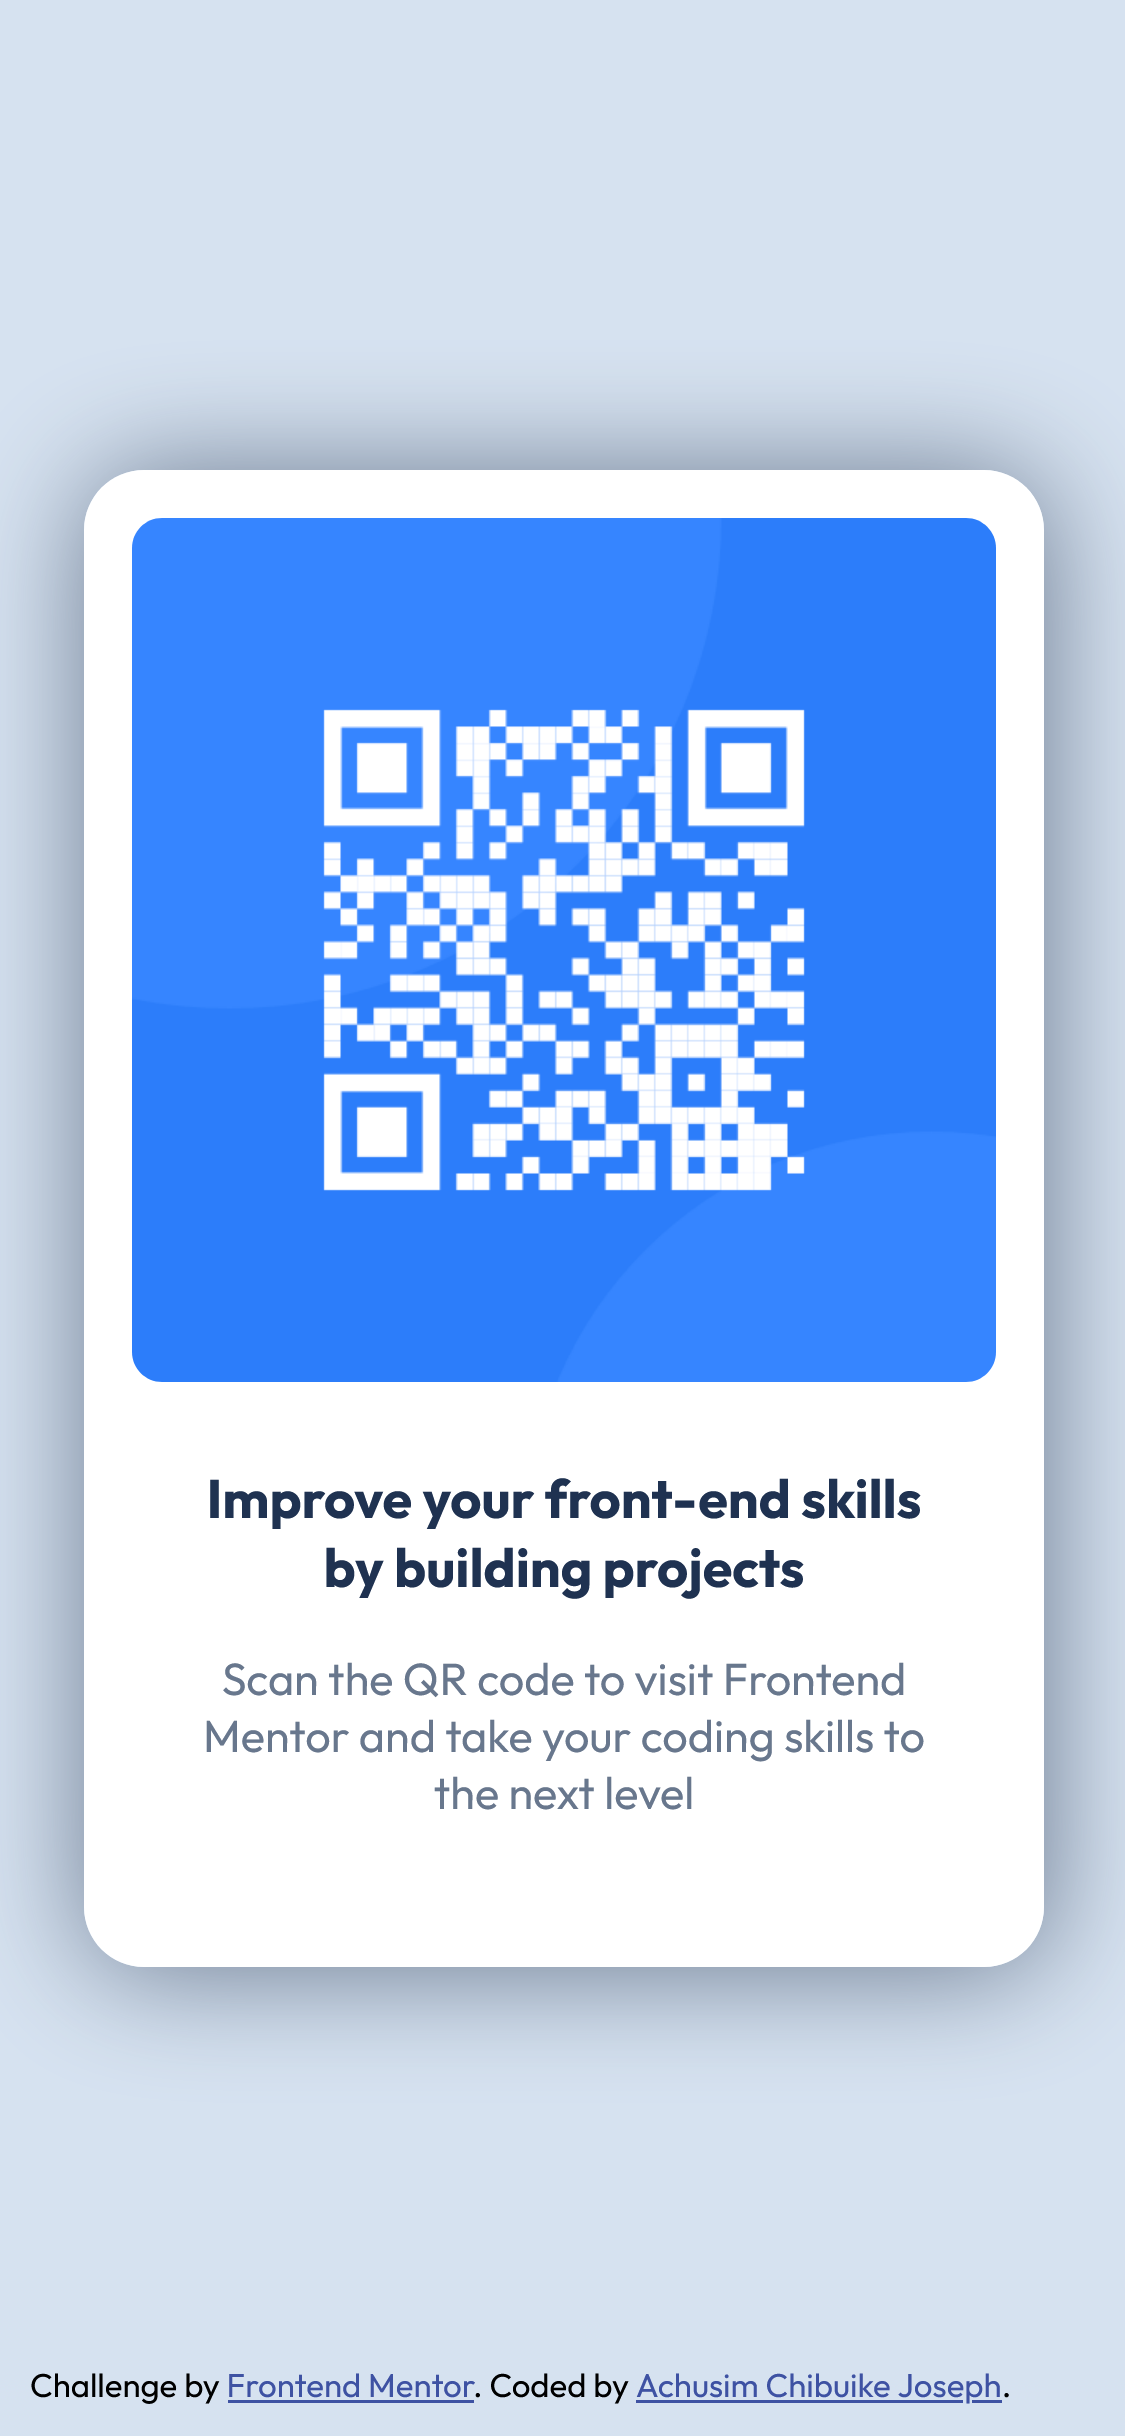 Improve your front-end skills
by building projects
Scan the QR code to visit Frontend
Mentor and take your coding skills to
the next level
Challenge by Frontend Mentor. Coded by Achusim Chibuike Joseph.